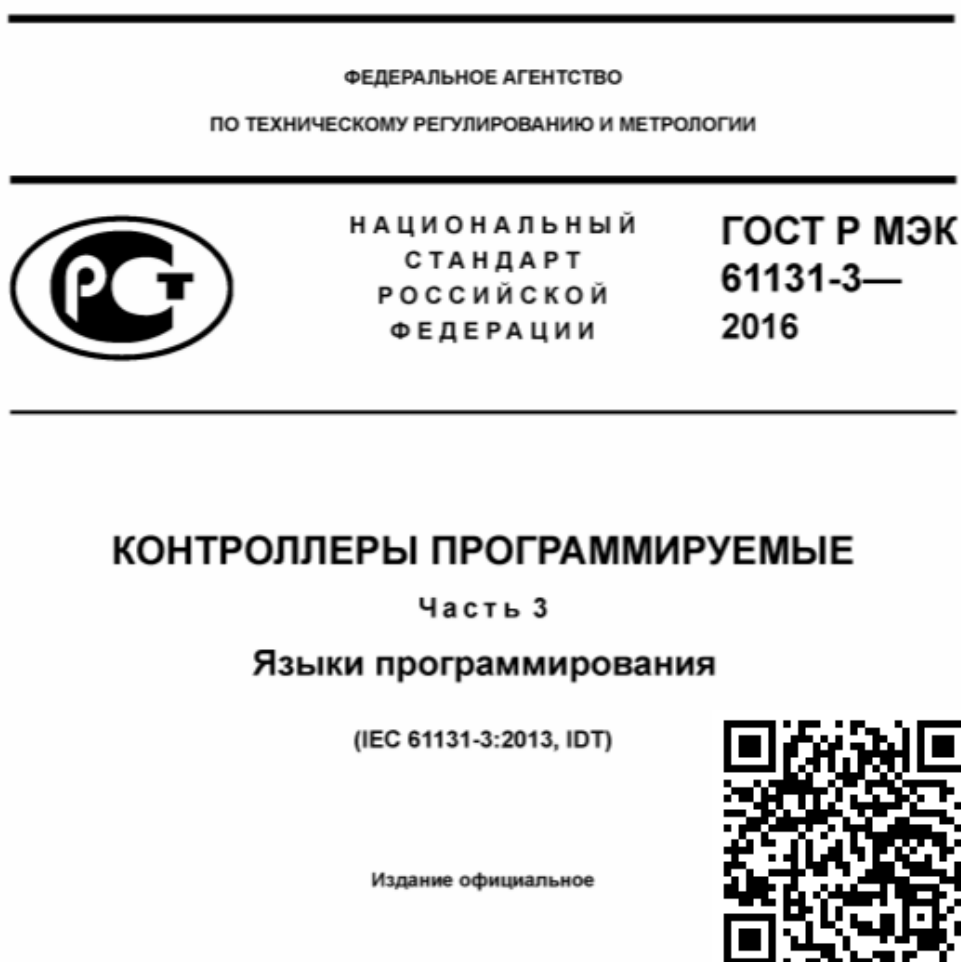 ФЕДЕРАЛЬНОЕ АГЕНТСТВО
ПО ТЕХНИЧЕСКОМУ РЕГУЛИРОВАНИЮ И МЕТРОЛОГИИ
РСТ
НАЦИОНАЛЬНЫЙ
СТАНДАРТ
РОССИЙСКОЙ
ФЕДЕРАЦИИ
ГОСТ Р МЭК
61131-3—
2016
КОНТРОЛЛЕРЫ ПРОГРАММИРУЕМЫЕ
Часть 3
Языки программирования
(IEC 61131-3:2013, IDT)
Издание официальное